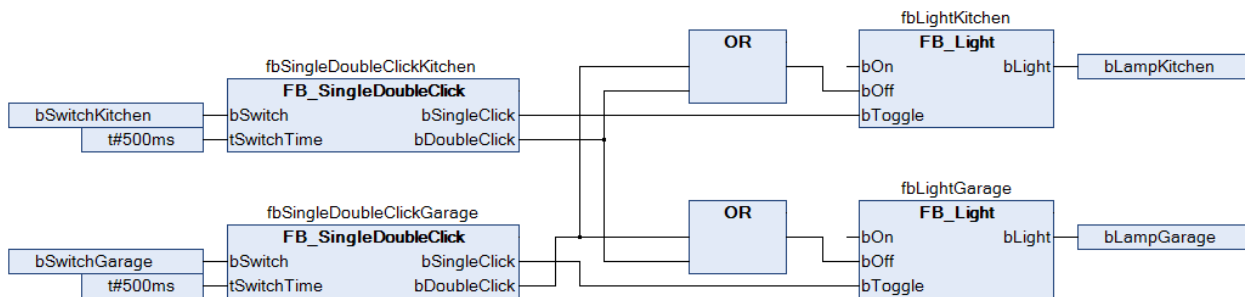 fbLightKitchen
OR
FB_Light
fbSingleDoubleClickKitchen
bOn
bLight
bLampKitchen
FB_SingleDoubleClick
bOff
bSwitchKitchen
bSwitch
bSingleClick
bToggle
t#500ms
tSwitchTime
bDoubleClick
fbLightGarage
fbSingleDoubleClickGarage
OR
FB_Light
FB_SingleDoubleClick
bOn
bLight
bLampGarage
bSwitchGarage
bSwitch
bSingleClick
bOff
t#500ms
tSwitchTime
bDoubleClick
bToggle